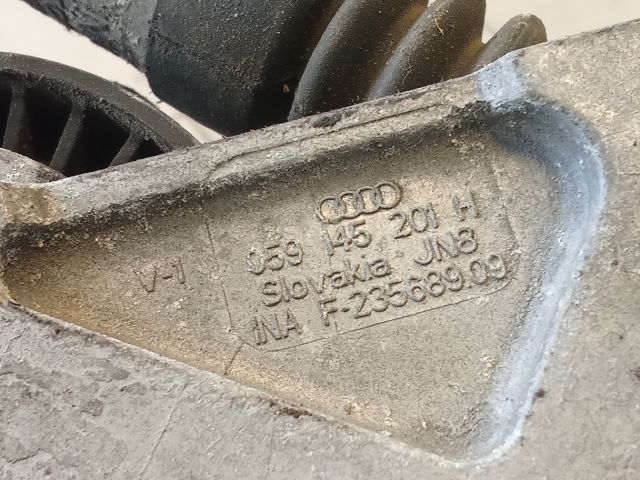 059 145 201 H
Slovakia JN8
INA F-235689.09
V-1